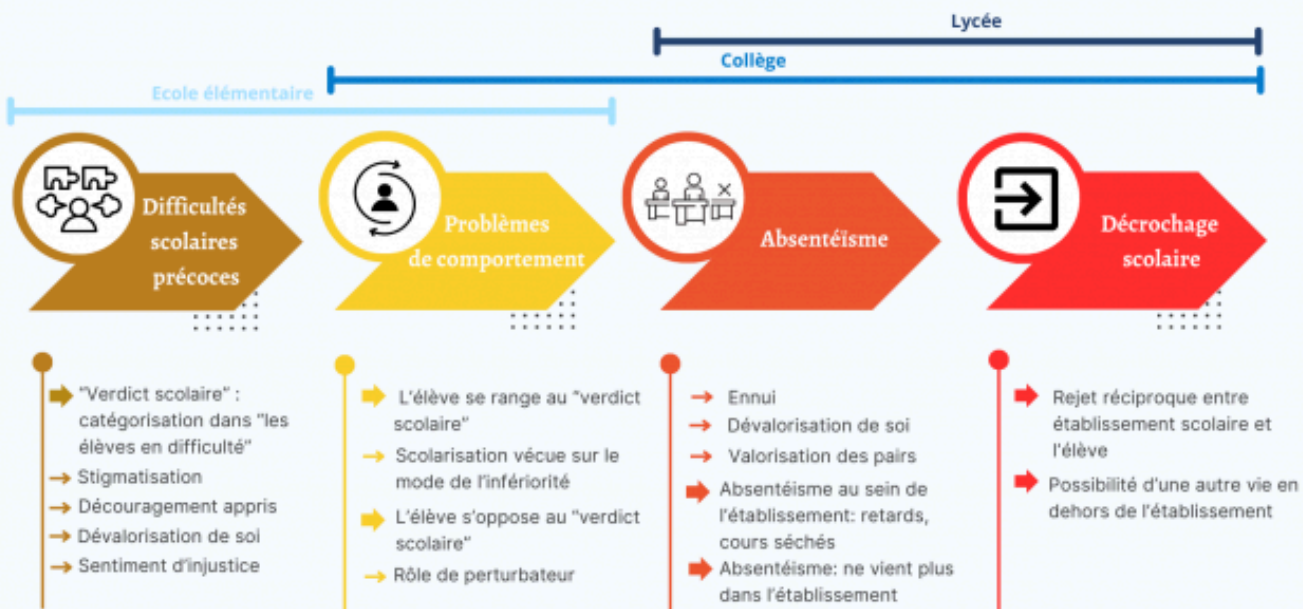 Lycée
Collège
Ecole élémentaire
Difficultés
scolaires
précoces
Problèmes
de comportement
Absentéïsme
Décrochage
scolaire
"Verdict scolaire" :
catégorisation dans "les
élèves en difficulté"
Stigmatisation
Découragement appris
Dévalorisation de soi
Sentiment d'injustice
L'élève se range au "verdict
scolaire"
Scolarisation vécue sur le
mode de l'infériorité
L'élève s'oppose au "verdict
scolaire"
Rôle de perturbateur
Ennui
Dévalorisation de soi
Valorisation des pairs
Absentéisme au sein de
l'établissement: retards,
cours séchés
Absentéisme: ne vient plus
dans l'établissement
Rejet réciproque entre
établissement scolaire et
l'élève
Possibilité d'une autre vie en
dehors de l'établissement